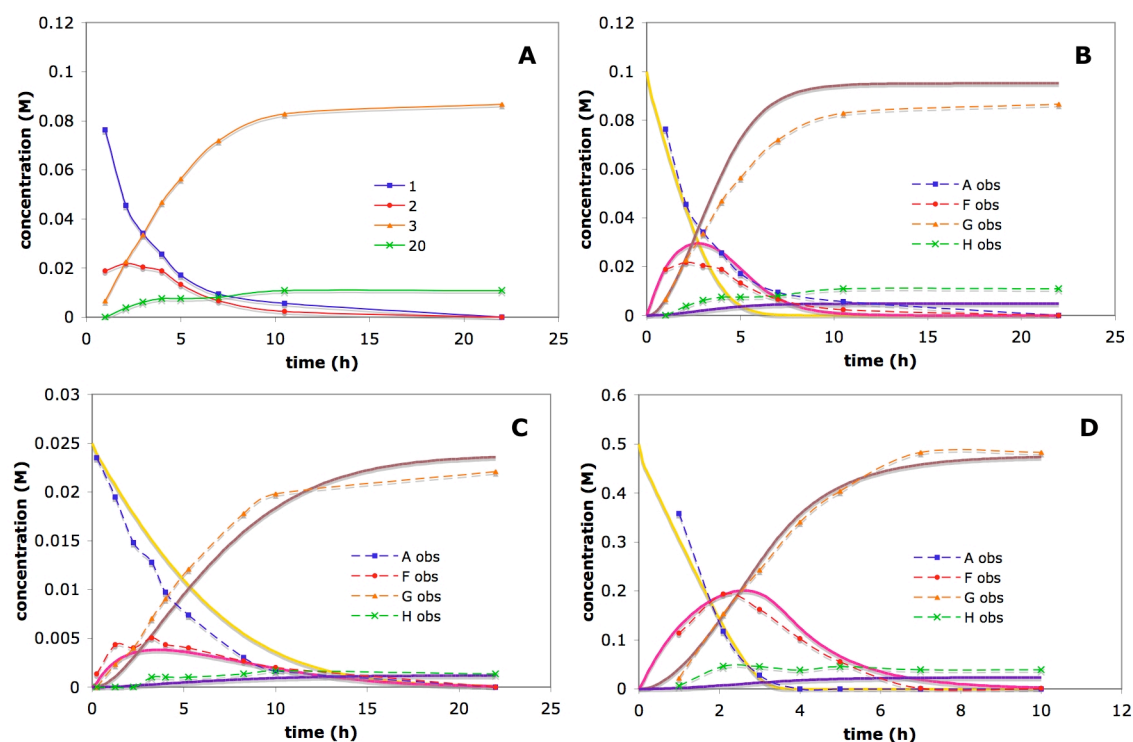 A
concentration (M)
0.12
0.1
0.08
0.06
0.04
0.02
0
0 5 10 15 20 25
time (h)
1
2
3
20
B
concentration (M)
0.12
0.1
0.08
0.06
0.04
0.02
0
0 5 10 15 20 25
time (h)
A obs
F obs
G obs
H obs
C
concentration (M)
0.03
0.025
0.02
0.015
0.01
0.005
0
0 5 10 15 20 25
time (h)
A obs
F obs
G obs
H obs
D
concentration (M)
0.6
0.5
0.4
0.3
0.2
0.1
0
0 2 4 6 8 10 12
time (h)
A obs
F obs
G obs
H obs